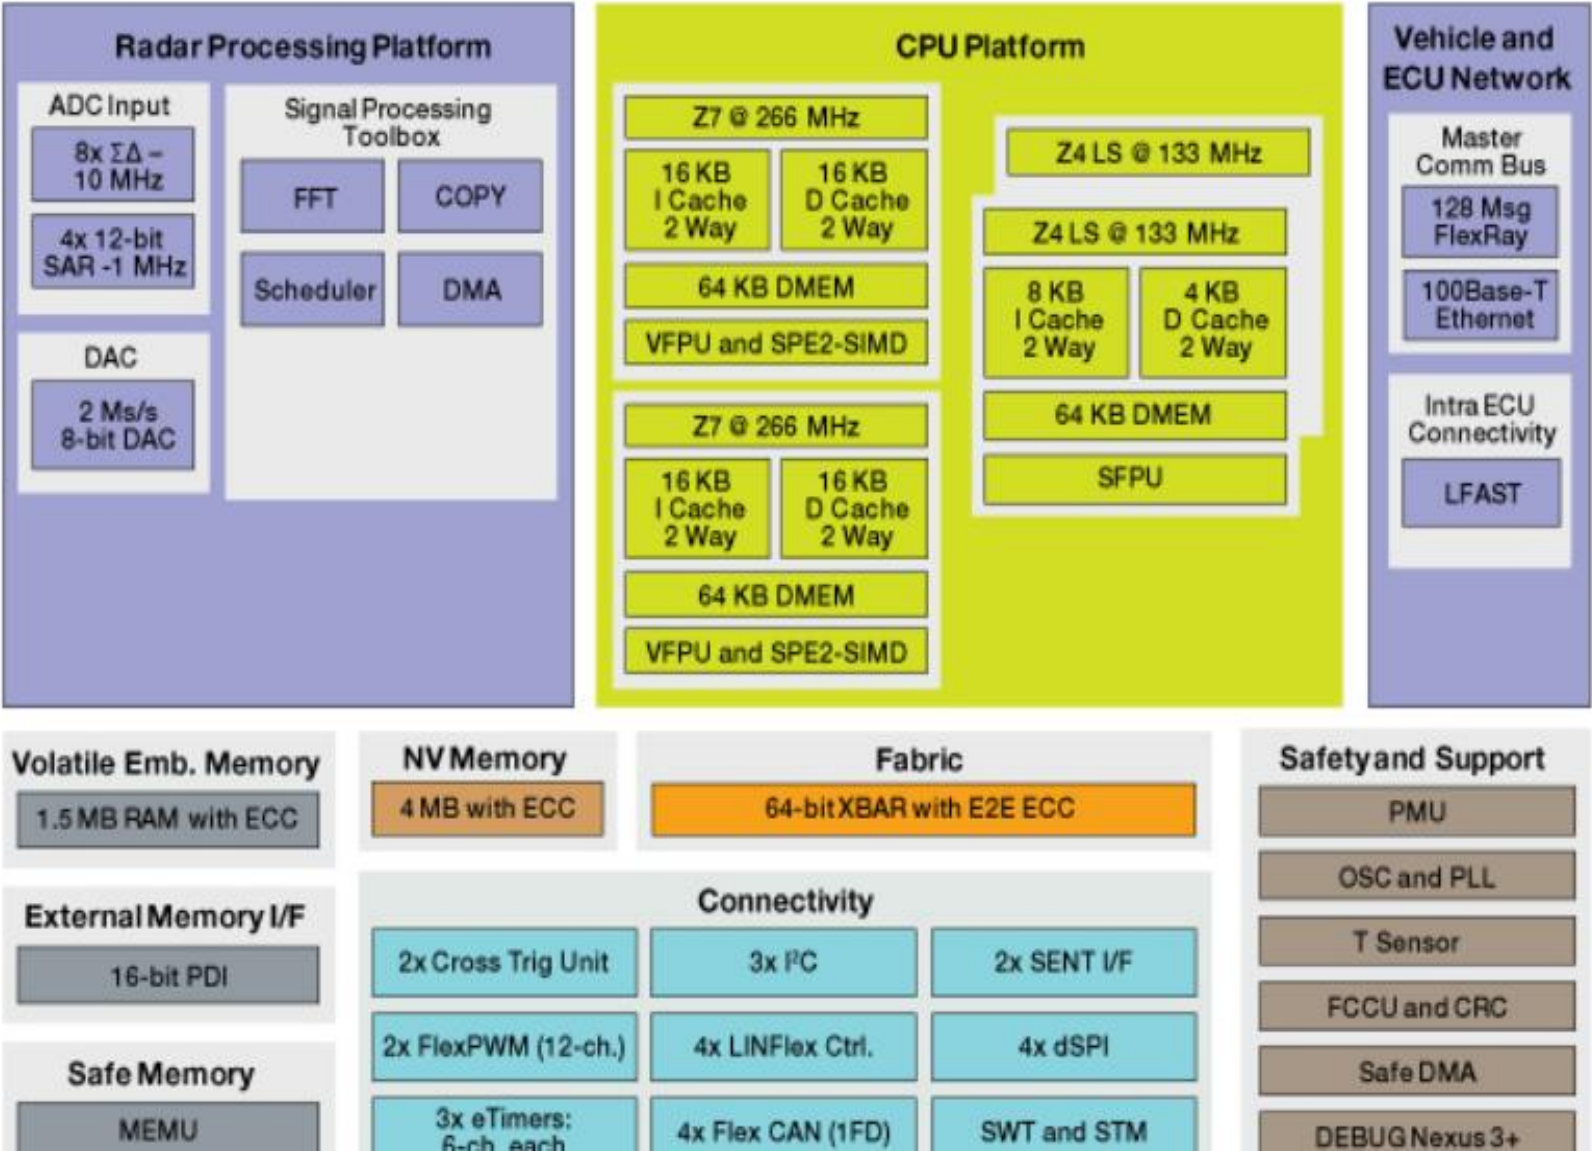 Radar Processing Platform
ADC Input
8x ΣΔ –
10 MHz
4x 12-bit
SAR -1 MHz
DAC
2 Ms/s
8-bit DAC
Signal Processing
Toolbox
FFT
COPY
Scheduler
DMA
CPU Platform
Z7 @ 266 MHz
16 KB
I Cache
2 Way
16 KB
D Cache
2 Way
64 KB DMEM
VFPU and SPE2-SIMD
Z7 @ 266 MHz
16 KB
I Cache
2 Way
16 KB
D Cache
2 Way
64 KB DMEM
VFPU and SPE2-SIMD
Z4 LS @ 133 MHz
Z4 LS @ 133 MHz
8 KB
I Cache
2 Way
4 KB
D Cache
2 Way
64 KB DMEM
SFPU
Vehicle and
ECU Network
Master
Comm Bus
128 Msg
FlexRay
100Base-T
Ethernet
Intra ECU
Connectivity
LFAST
Volatile Emb. Memory
1.5 MB RAM with ECC
External Memory I/F
16-bit PDI
Safe Memory
MEMU
NV Memory
4 MB with ECC
Fabric
64-bit XBAR with E2E ECC
Connectivity
2x Cross Trig Unit
3x I²C
2x SENT I/F
2x FlexPWM (12-ch.)
4x LINFlex Ctrl.
4x dSPI
3x eTimers:
6-ch. each
4x Flex CAN (1FD)
SWT and STM
Safety and Support
PMU
OSC and PLL
T Sensor
FCCU and CRC
Safe DMA
DEBUG Nexus 3+